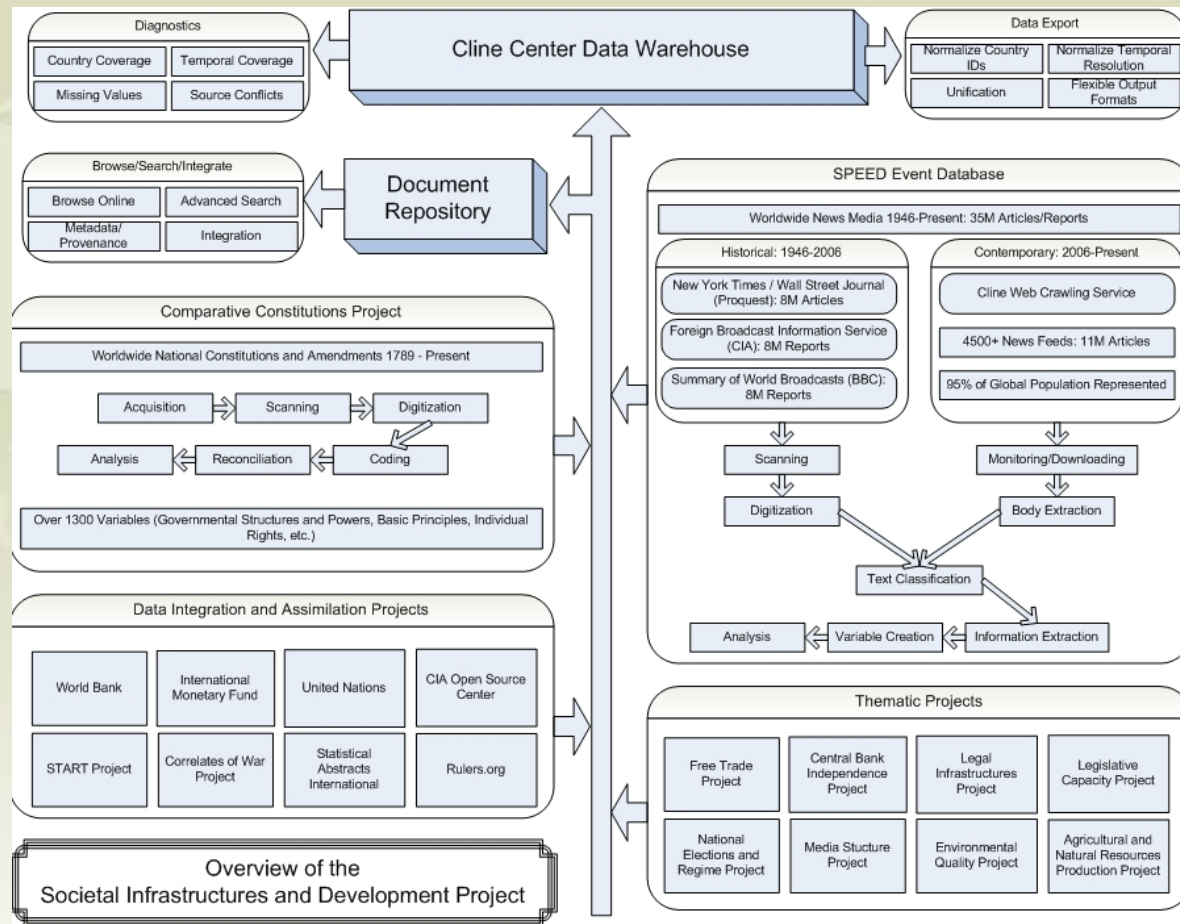 Diagnostics
Country Coverage
Temporal Coverage
Missing Values
Source Conflicts
Cline Center Data Warehouse
Data Export
Normalize Country
IDs
Normalize Temporal
Resolution
Unification
Flexible Output
Formats
Browse/Search/Integrate
Browse Online
Advanced Search
Metadata/
Provenance
Integration
Document
Repository
SPEED Event Database
Worldwide News Media 1946-Present: 35M Articles/Reports
Historical: 1946-2006
New York Times / Wall Street Journal
(Proquest): 8M Articles
Foreign Broadcast Information Service
(CIA): 8M Reports
Summary of World Broadcasts (BBC):
8M Reports
Contemporary: 2006-Present
Cline Web Crawling Service
4500+ News Feeds: 11M Articles
95% of Global Population Represented
Scanning
Monitoring/Downloading
Digitization
Body Extraction
Text Classification
Analysis
Variable Creation
Information Extraction
Comparative Constitutions Project
Worldwide National Constitutions and Amendments 1789 - Present
Acquisition
Scanning
Digitization
Analysis
Reconciliation
Coding
Over 1300 Variables (Governmental Structures and Powers, Basic Principles, Individual
Rights, etc.)
Data Integration and Assimilation Projects
World Bank
International
Monetary Fund
United Nations
CIA Open Source
Center
START Project
Correlates of War
Project
Statistical
Abstracts
International
Rulers.org
Thematic Projects
Free Trade
Project
Central Bank
Independence
Project
Legal
Infrastructures
Project
Legislative
Capacity Project
National
Elections and
Regime Project
Media Stucture
Project
Environmental
Quality Project
Agricultural and
Natural Resources
Production Project
Overview of the
Societal Infrastructures and Development Project